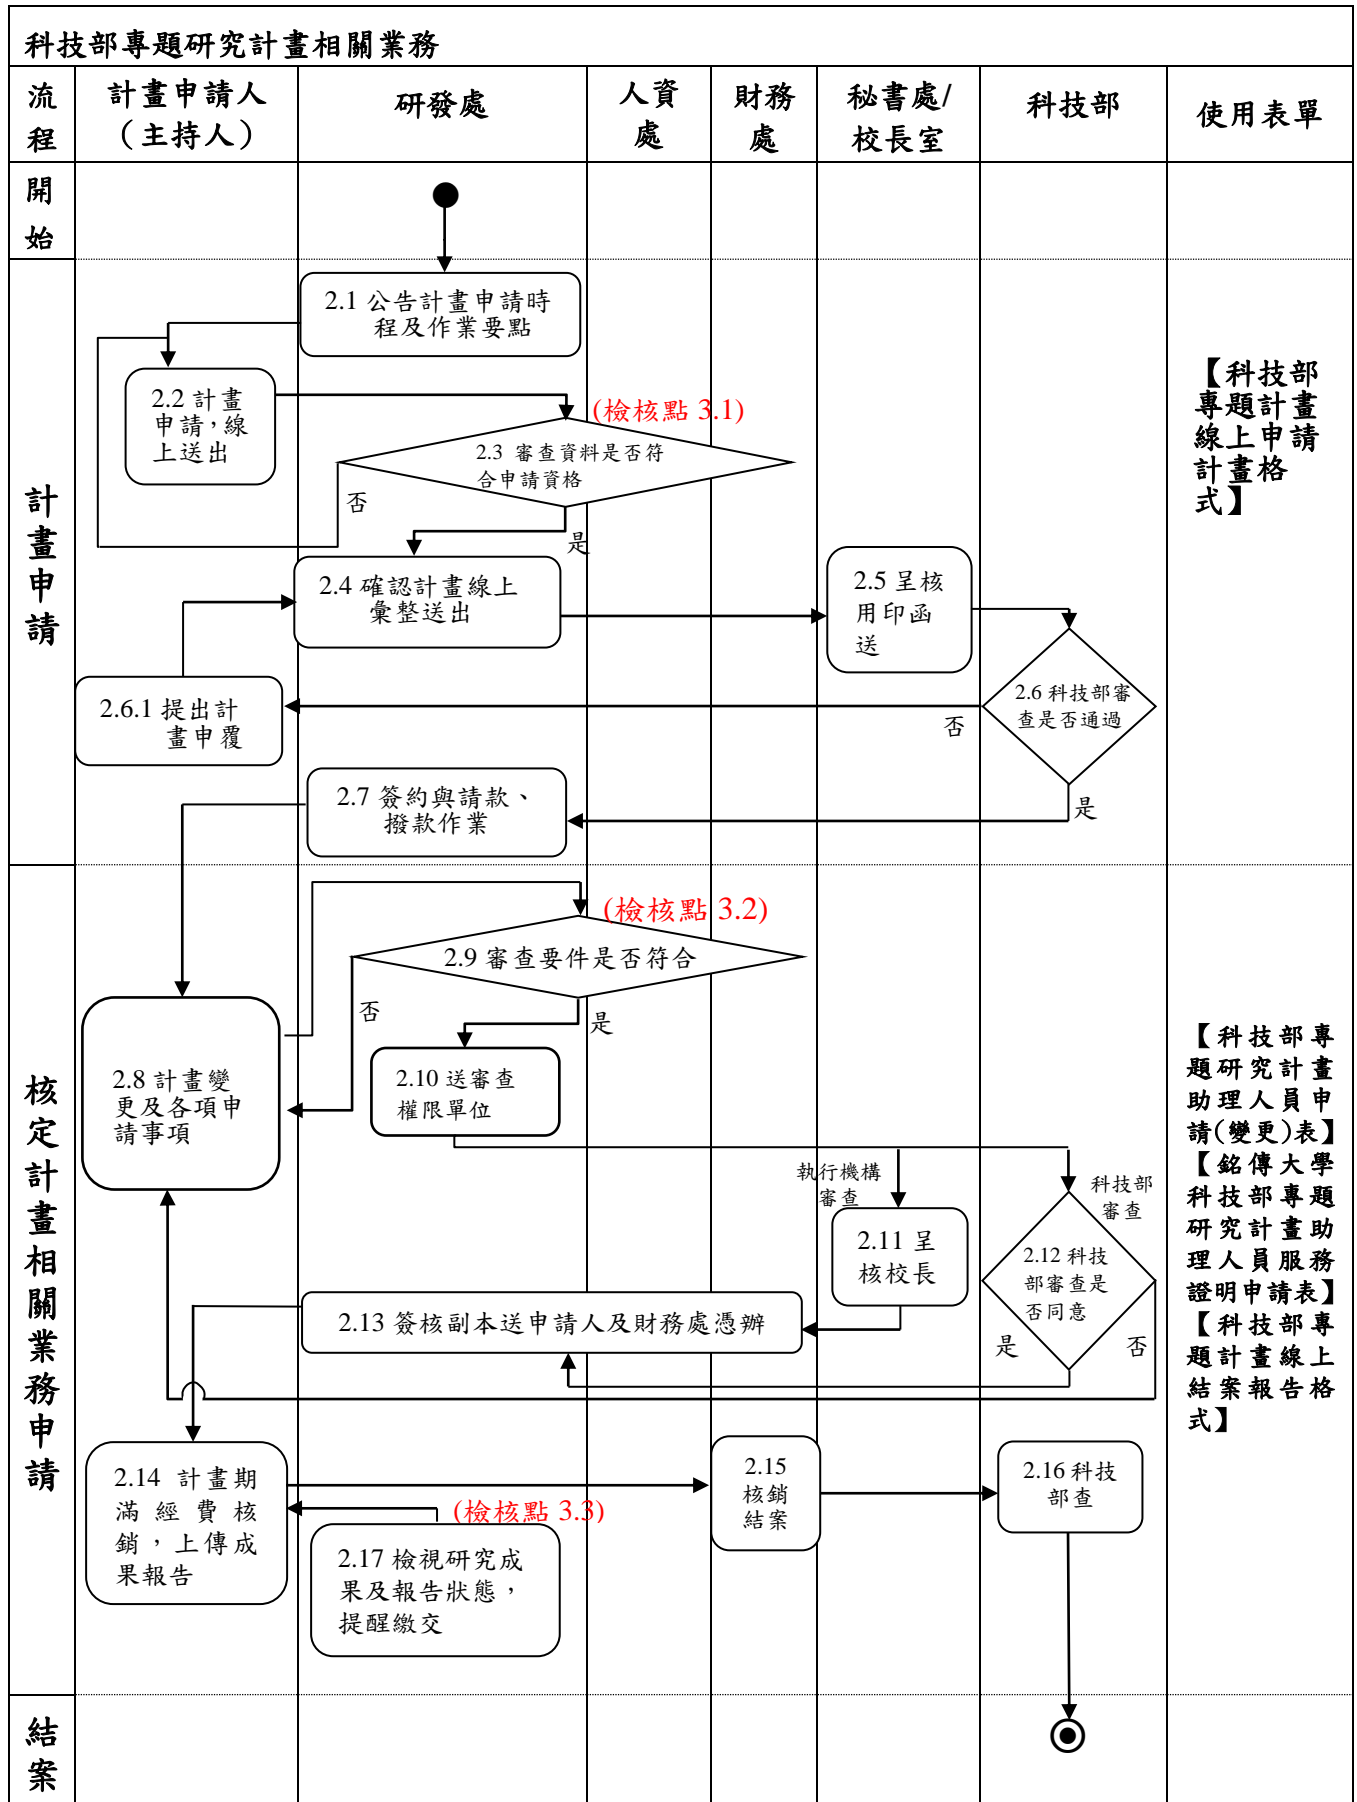 科技部專題研究計畫相關業務
流
程
計畫申請人
（主持人）
研發處
人資
處
財務
處
秘書處/
校長室
科技部
使用表單
開
始
2.1 公告計畫申請時
程及作業要點
2.2 計畫
申請，線
上送出
(檢核點 3.1)
2.3 審查資料是否符
合申請資格
否
是
2.4 確認計畫線上
彙整送出
2.5 呈核
用印函
送
2.6 科技部審
查是否通過
否
是
2.6.1 提出計
畫申覆
2.7 簽約與請款、
撥款作業
計
畫
申
請
【科技部
專題計畫
線上申請
計畫格
式】
(檢核點 3.2)
2.9 審查要件是否符合
否
是
2.8 計畫變
更及各項申
請事項
2.10 送審查
權限單位
執行機構
審查
科技部
審查
2.11 呈
核校長
2.12 科技
部審查是
否同意
是
否
2.13 簽核副本送申請人及財務處憑辦
2.14 計畫期
滿經費核
銷，上傳成
果報告
(檢核點 3.3)
2.17 檢視研究成
果及報告狀態，
提醒繳交
2.15
核銷
結案
2.16 科技
部查
核
定
計
畫
相
關
業
務
申
請
【科技部專
題研究計畫
助理人員申
請(變更)表】
【銘傳大學
科技部專題
研究計畫助
理人員服務
證明申請表】
【科技部專
題計畫線上
結案報告格
式】
結
案